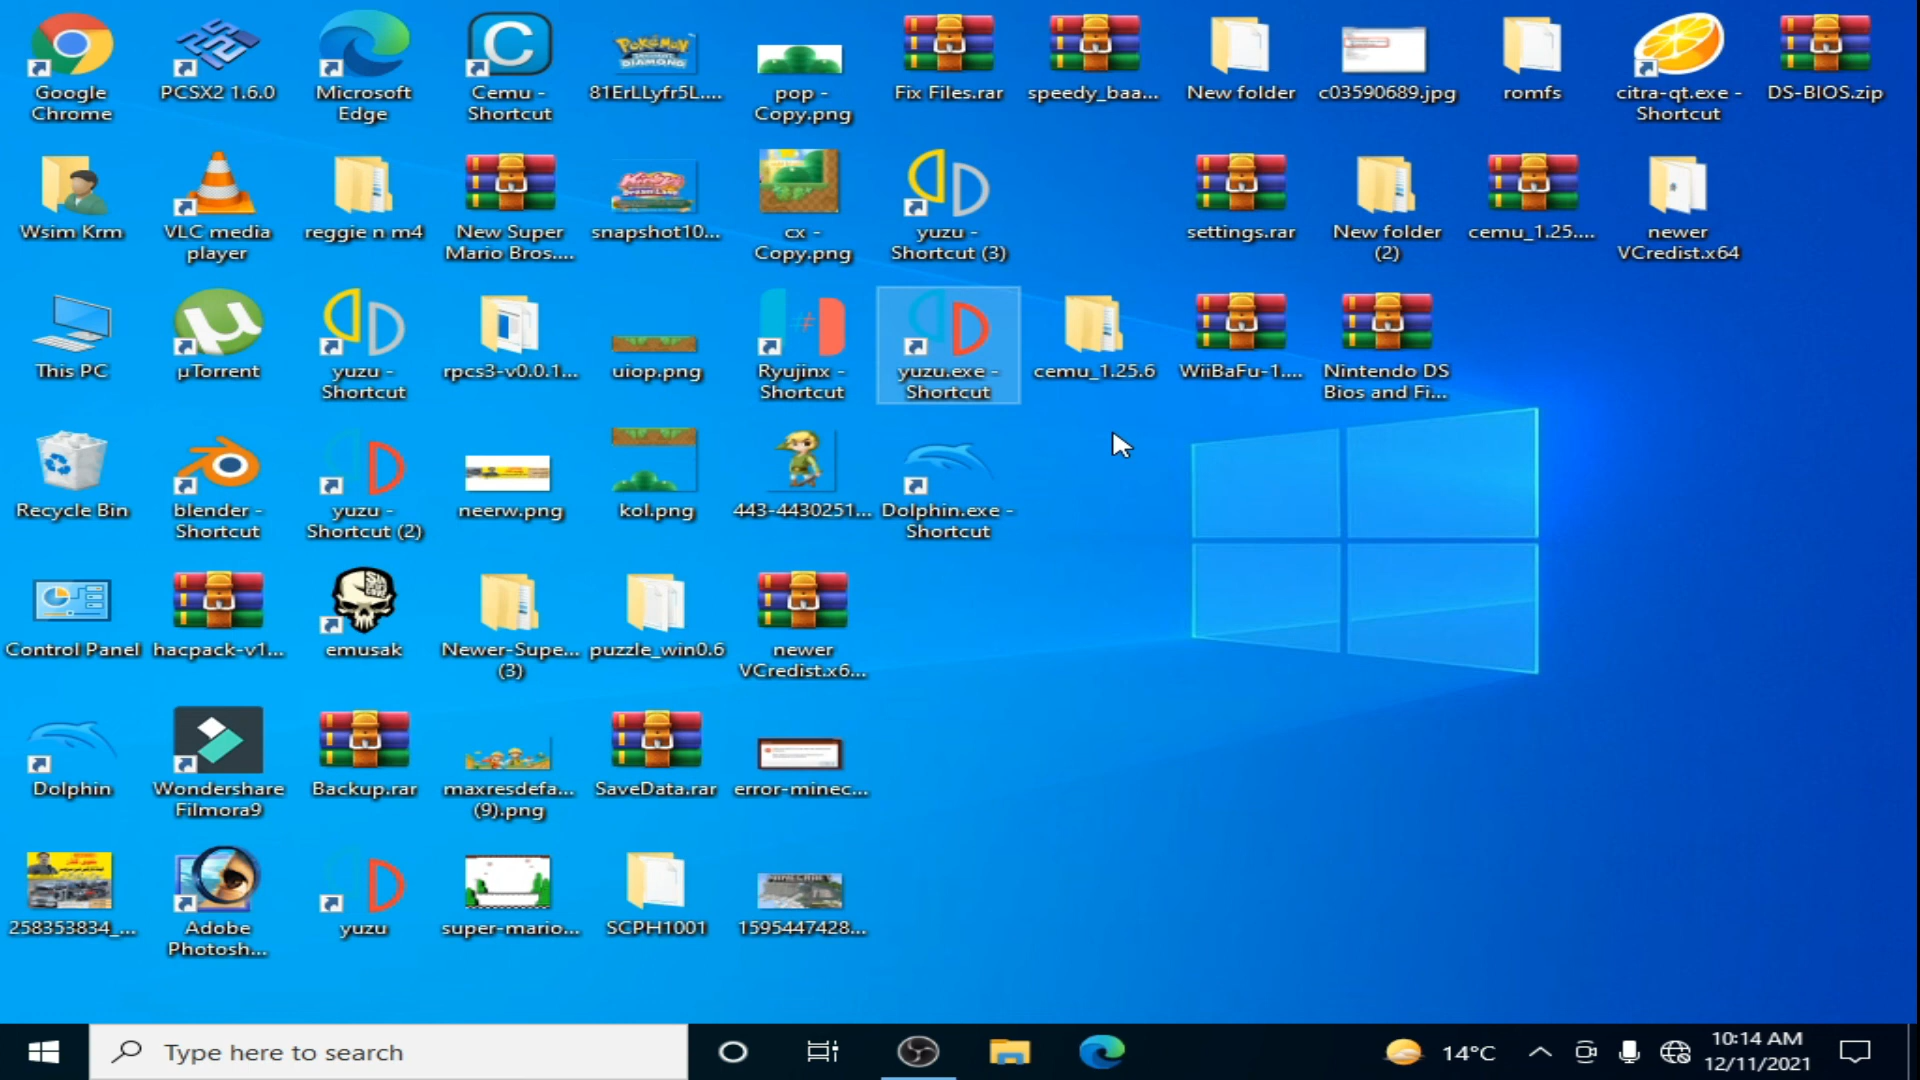 Google
Chrome
PCSX2 1.6.0
Microsoft
Edge
Cemu -
Shortcut
81ErLLyfr5L....
pop -
Copy.png
Fix Files.rar
speedy_baa...
New folder
c03590689.jpg
romfs
citra-qt.exe -
Shortcut
DS-BIOS.zip
Wsim Krm
VLC media
player
reggie n m4
New Super
Mario Bros....
snapshot10...
cx -
Copy.png
yuzu -
Shortcut (3)
settings.rar
New folder
(2)
cemu_1.25....
newer
VCredist.x64
This PC
µTorrent
yuzu -
Shortcut
rpcs3-v0.0.1...
uiop.png
Ryujinx -
Shortcut
yuzu.exe -
Shortcut
cemu_1.25.6
WiiBaFu-1....
Nintendo DS
Bios and Fi...
Recycle Bin
blender -
Shortcut
yuzu -
Shortcut (2)
neerw.png
kol.png
443-4430251...
Dolphin.exe -
Shortcut
Control Panel
hacpack-v1...
emusak
Newer-Supe...
(3)
puzzle_win0.6
newer
VCredist.x6...
Dolphin
Wondershare
Filmora9
Backup.rar
maxresdefa...
(9).png
SaveData.rar
error-minec...
258353834_...
Adobe
Photosh...
yuzu
super-mario...
SCPH1001
1595447428...
Type here to search
14°C
10:14 AM
12/11/2021